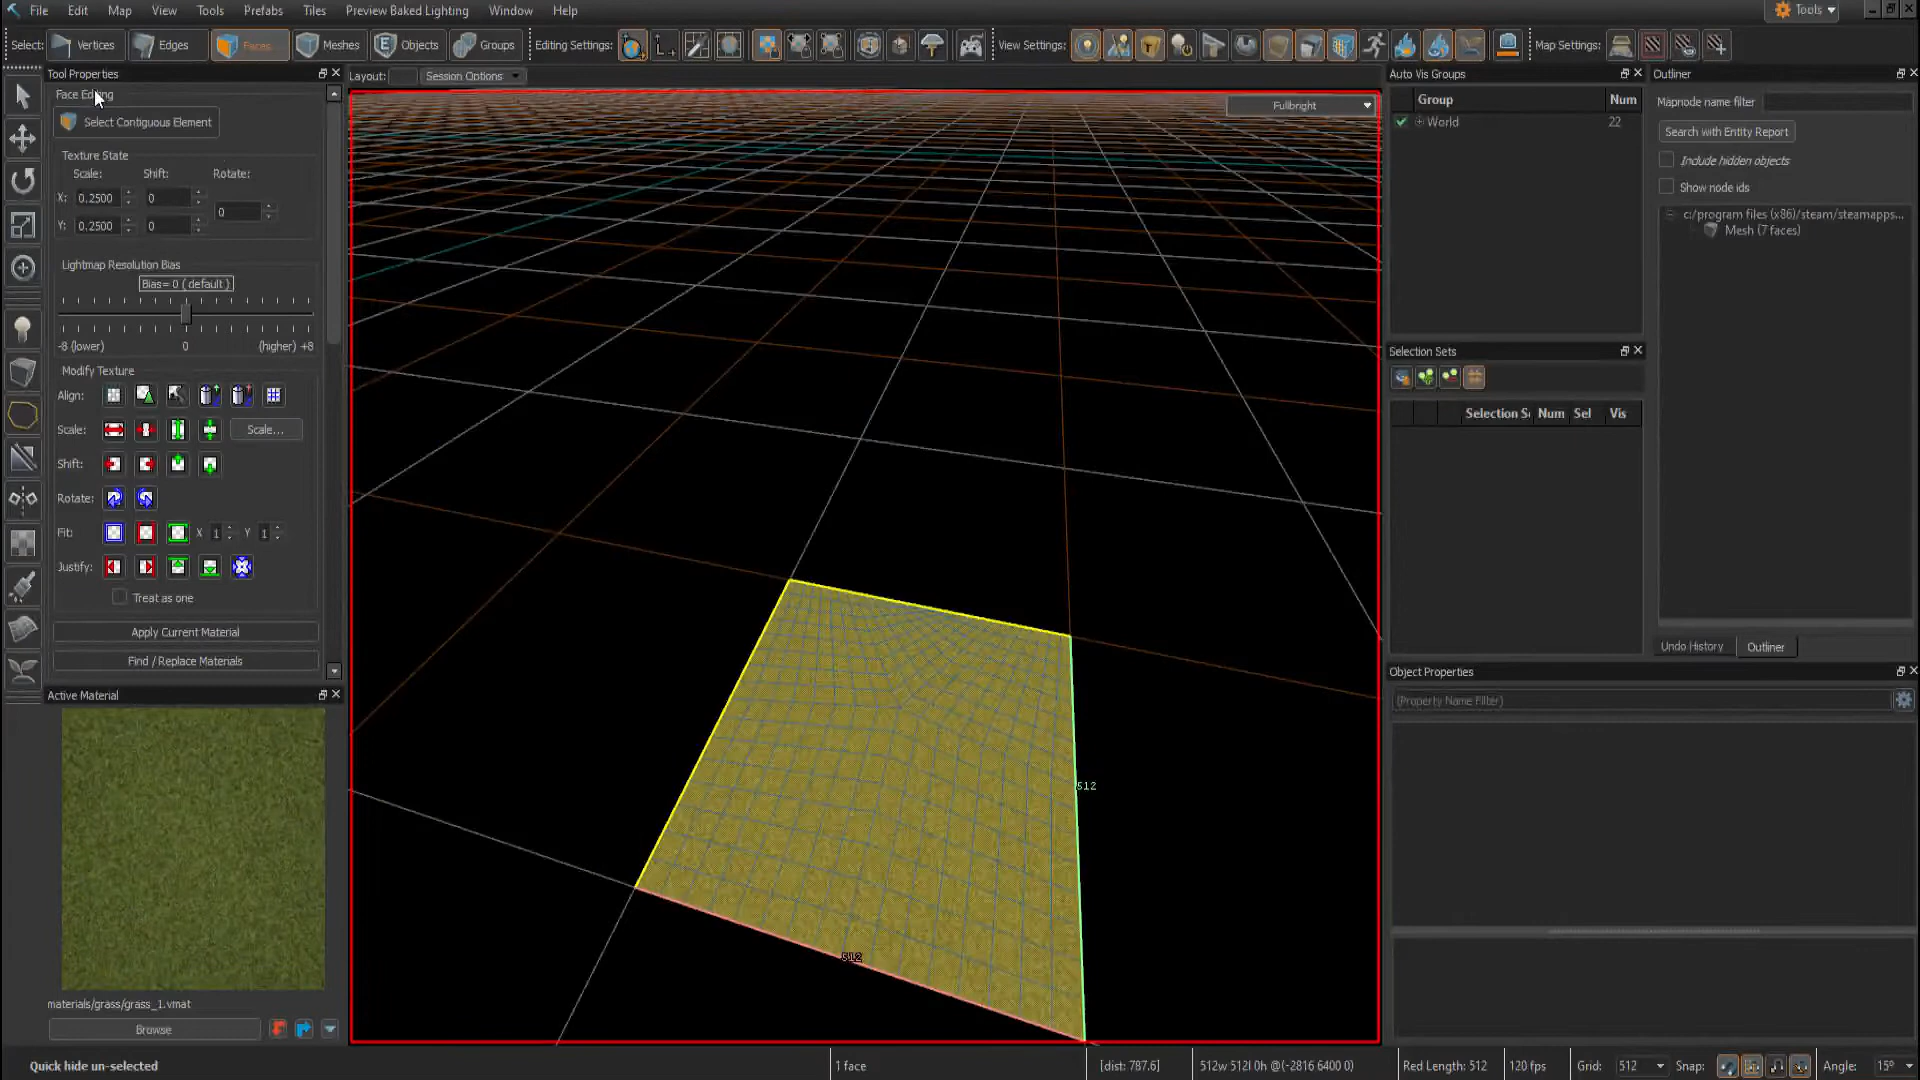 File Edit Map View Tools Prefabs Tiles Preview Baked Lighting Window Help
Tools
Select: Vertices Edges Faces Meshes Objects Groups Editing Settings: View Settings: Map Settings:
Tool Properties
Face Editing
Select Contiguous Element
Texture State
Scale: Shift: Rotate:
X: 0.2500 0
0
Y: 0.2500 0
Lightmap Resolution Bias
Bias= 0 ( default )
-8 (lower) 0 (higher) +8
Modify Texture
Align:
Scale: Scale...
Shift:
Rotate:
Fit: X 1 Y 1
Justify:
Treat as one
Apply Current Material
Find / Replace Materials
Active Material
materials/grass/grass_1.vmat
Browse
Layout: Session Options
Fullbright
512
512
Auto Vis Groups
Group Num
World 22
Selection Sets
Selection S Num Sel Vis
Outliner
Mapnode name filter
Search with Entity Report
Include hidden objects
Show node ids
c:/program files (x86)/steam/steamapps...
Mesh (7 faces)
Undo History Outliner
Object Properties
(Property Name Filter)
Quick hide un-selected
1 face
[dist: 787.6]
512w 512l 0h @(-2816 6400 0)
Red Length: 512
120 fps
Grid: 512
Snap:
Angle: 15º